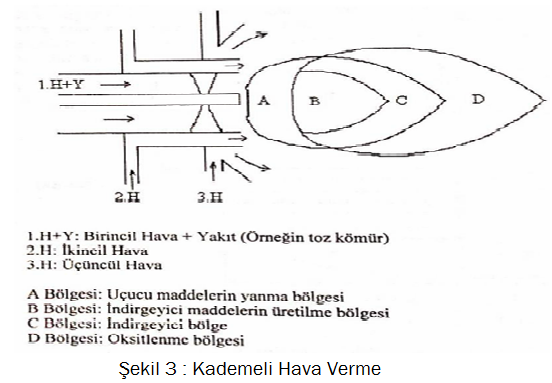 1.H+Y
A
B
C
D
2.H
3.H
1.H+Y: Birincil Hava + Yakıt (Örneğin toz kömür)
2.H: İkincil Hava
3.H: Üçüncül Hava
A Bölgesi: Uçucu maddelerin yanma bölgesi
B Bölgesi: İndirgeyici maddelerin üretilme bölgesi
C Bölgesi: İndirgeyici bölge
D Bölgesi: Oksitlenme bölgesi
Şekil 3 : Kademeli Hava Verme